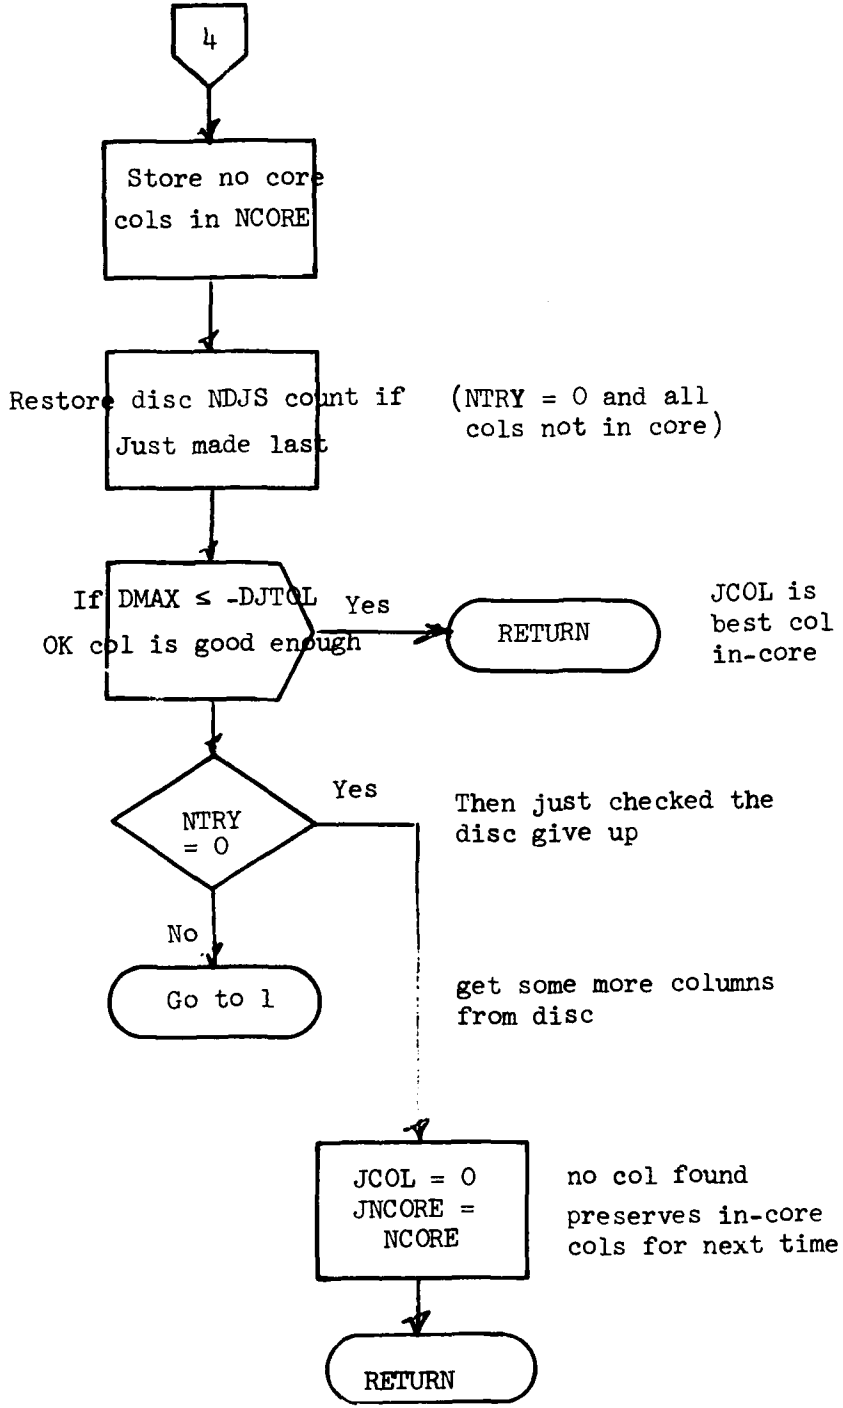 4
Store no core
cols in NCORE
Restore disc NDJS count if
Just made last
(NTRY = 0 and all
cols not in core)
If DMAX ≤ -DJTOL
OK col is good enough
Yes
RETURN
JCOL is
best col
in-core
NTRY
= 0
Yes
Then just checked the
disc give up
No
Go to 1
get some more columns
from disc
JCOL = 0
JNCORE =
NCORE
no col found
preserves in-core
cols for next time
RETURN